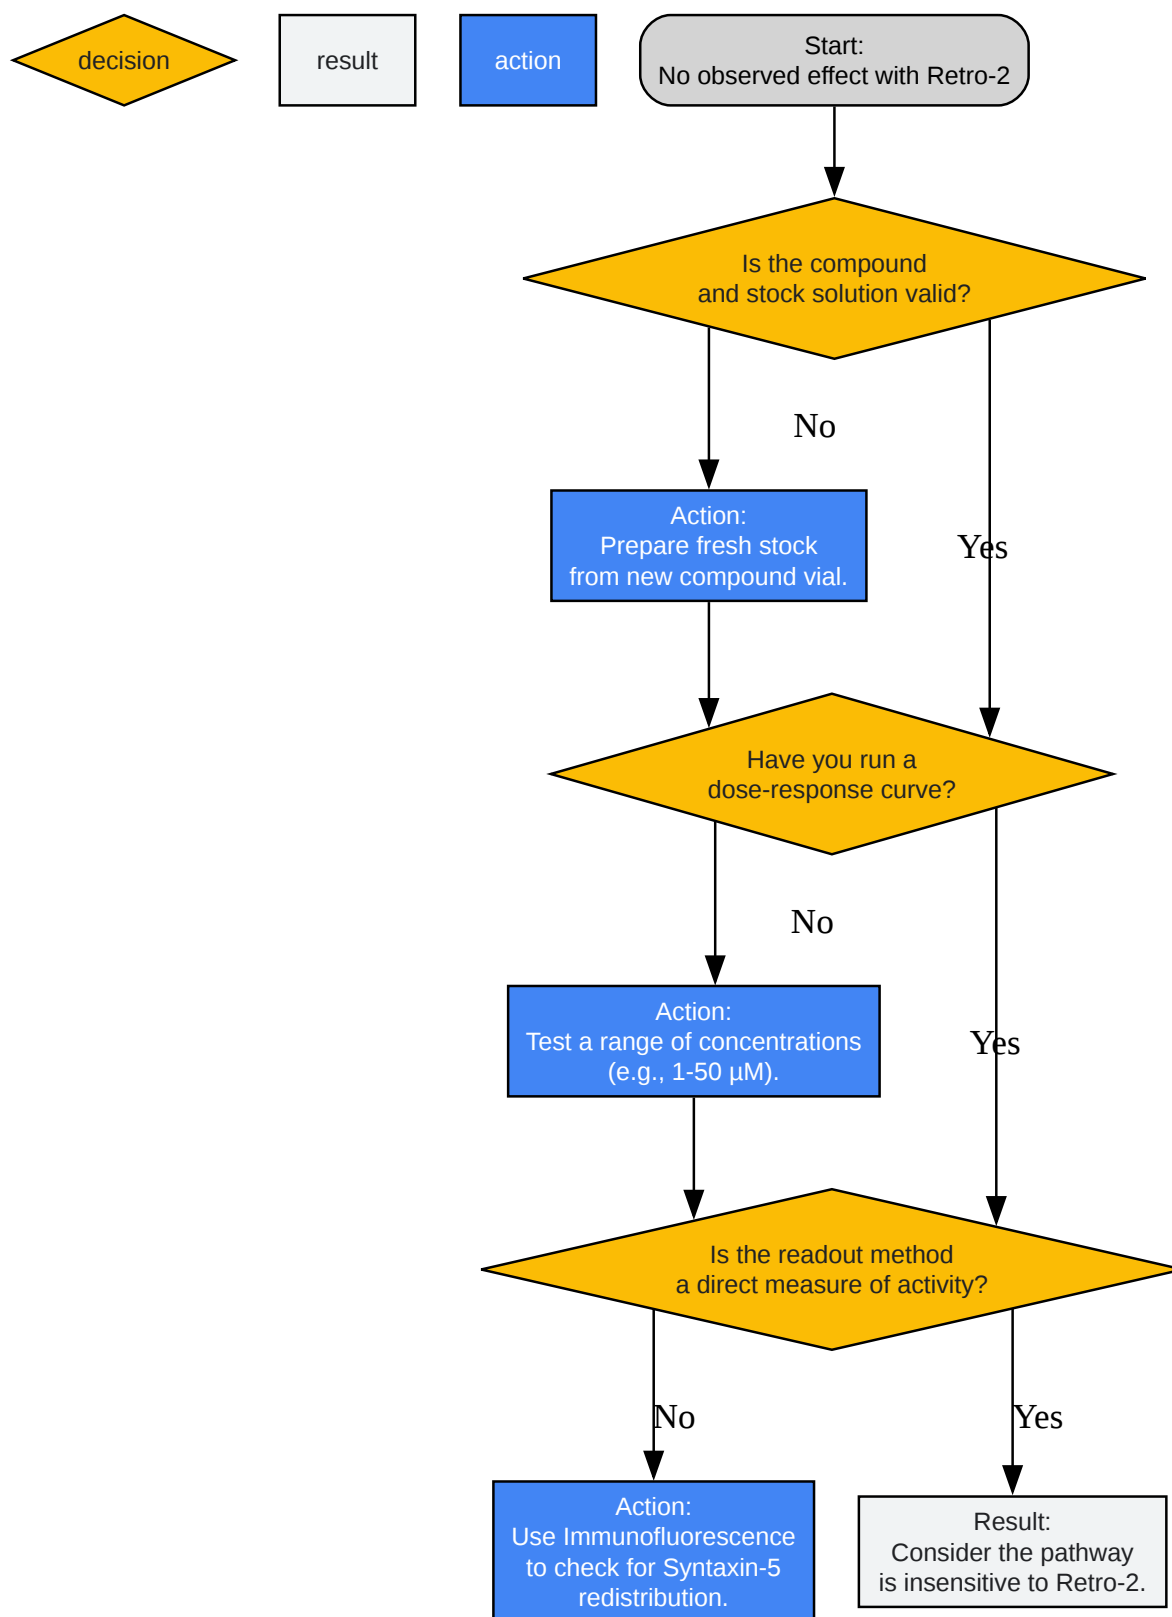 decision
result
action
Start:
No observed effect with Retro-2
Is the compound
and stock solution valid?
No
Yes
Action:
Prepare fresh stock
from new compound vial.
Have you run a
dose-response curve?
No
Yes
Action:
Test a range of concentrations
(e.g., 1-50 µM).
Is the readout method
a direct measure of activity?
No
Yes
Action:
Use Immunofluorescence
to check for Syntaxin-5
redistribution.
Result:
Consider the pathway
is insensitive to Retro-2.